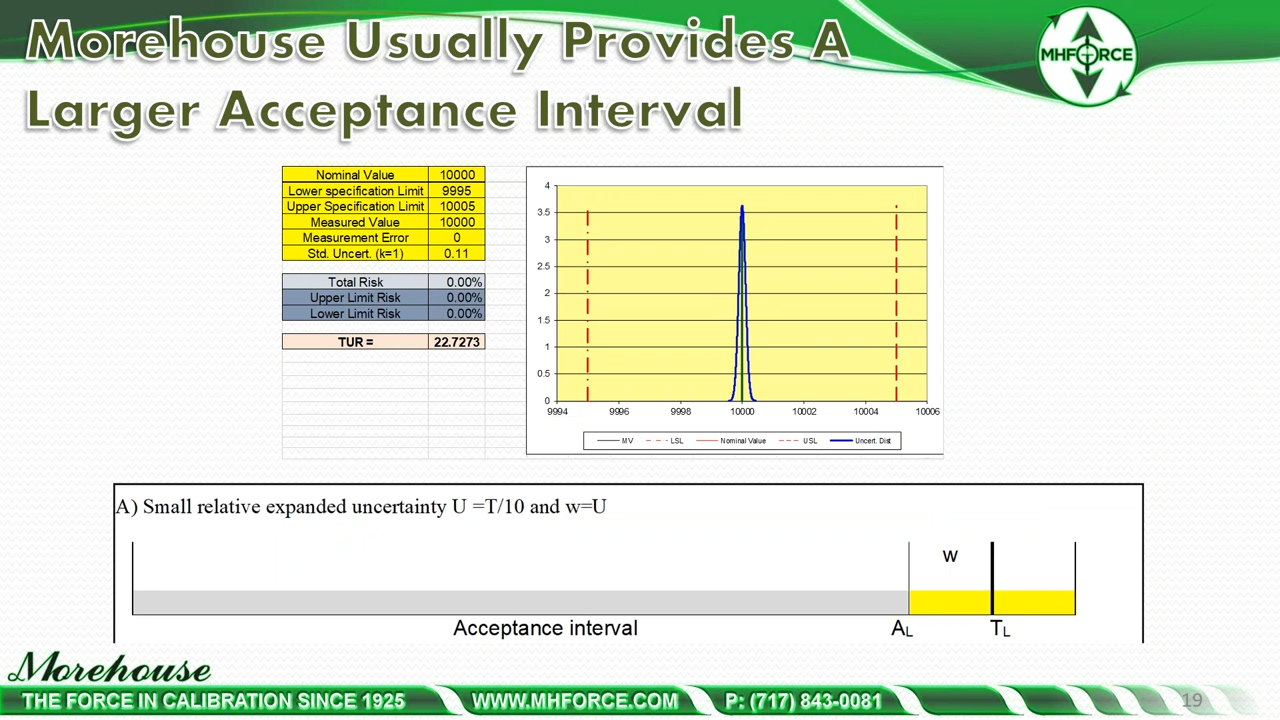 Morehouse Usually Provides A
Larger Acceptance Interval
MHFORCE
Nominal Value 10000
Lower specification Limit 9995
Upper Specification Limit 10005
Measured Value 10000
Measurement Error 0
Std. Uncert. (k=1) 0.11
Total Risk 0.00%
Upper Limit Risk 0.00%
Lower Limit Risk 0.00%
TUR = 22.7273
4
3.5
3
2.5
2
1.5
1
0.5
0
9994 9996 9998 10000 10002 10004 10006
MV LSL Nominal Value USL Uncert. Dist
A) Small relative expanded uncertainty U =T/10 and w=U
w
Acceptance interval AL TL
Morehouse
THE FORCE IN CALIBRATION SINCE 1925 WWW.MHFORCE.COM P: (717) 843-0081 19